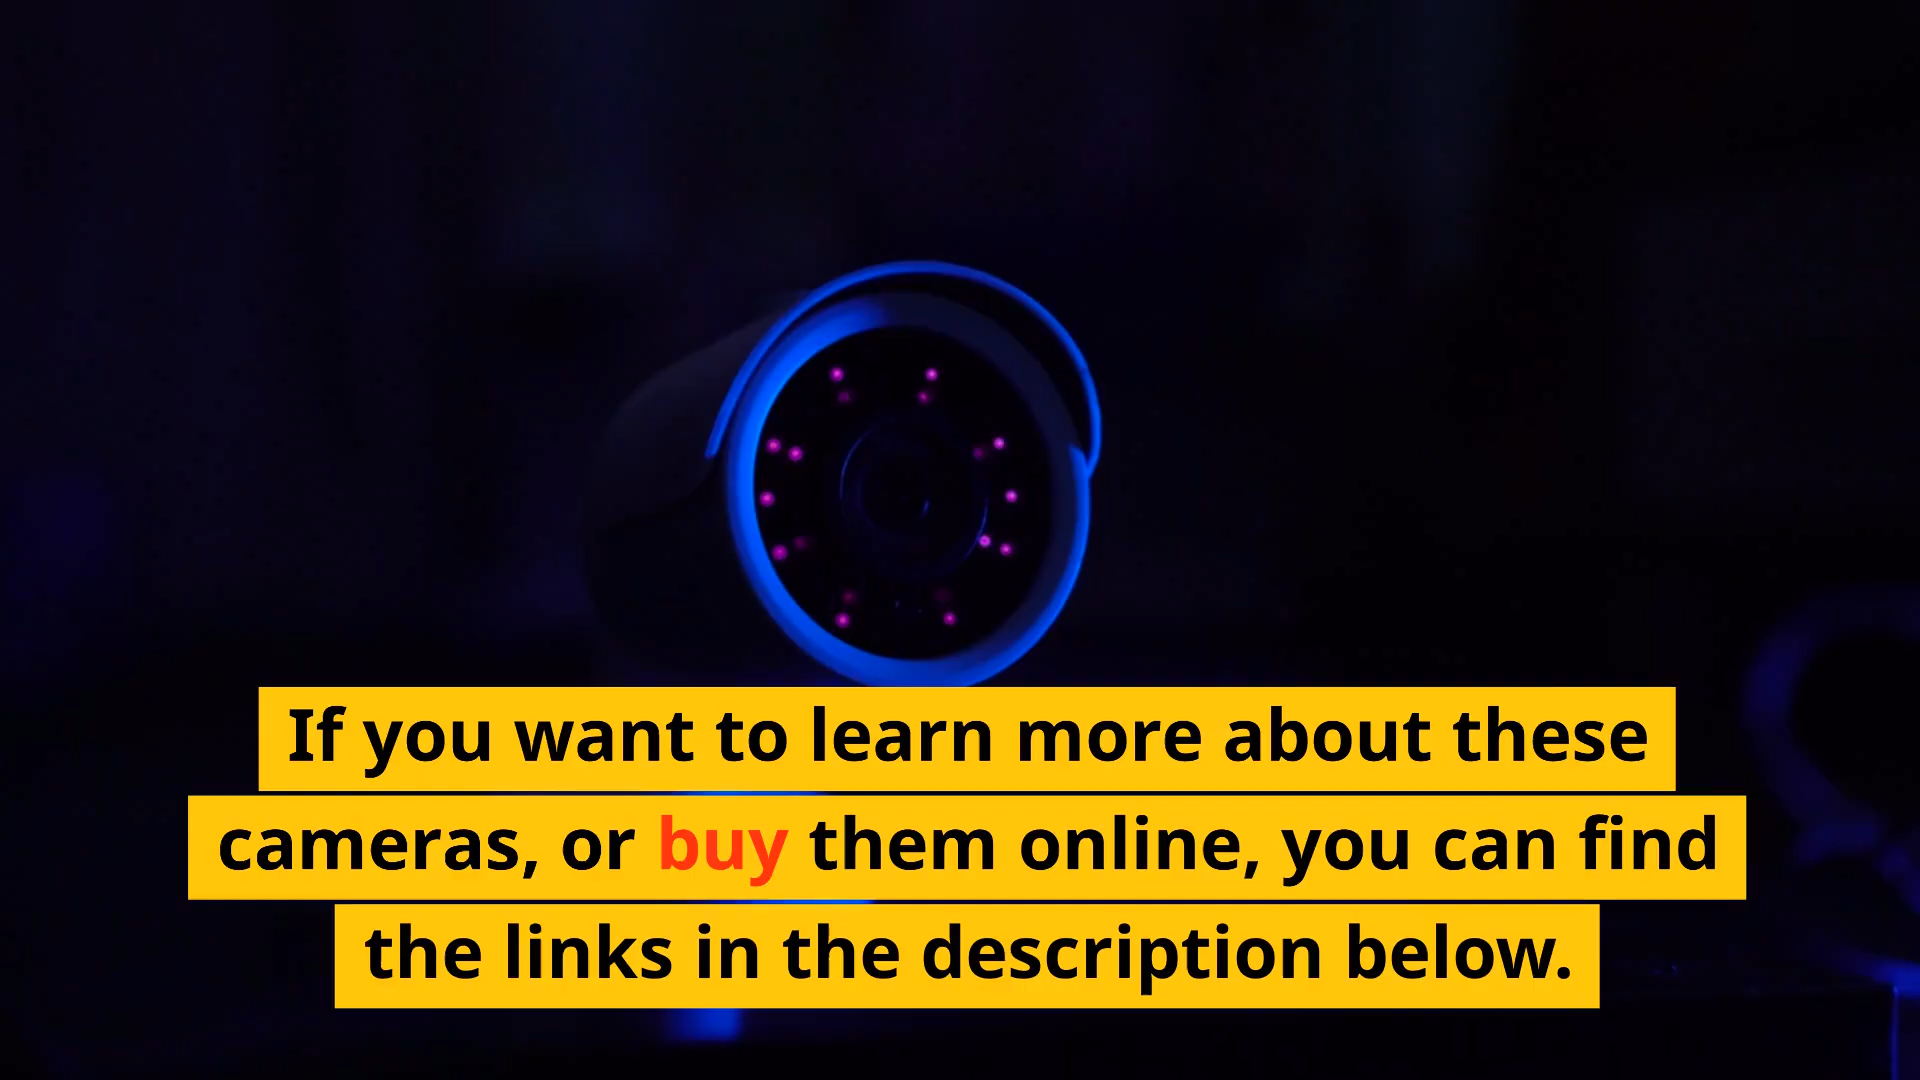 If you want to learn more about these
cameras, or buy them online, you can find
the links in the description below.